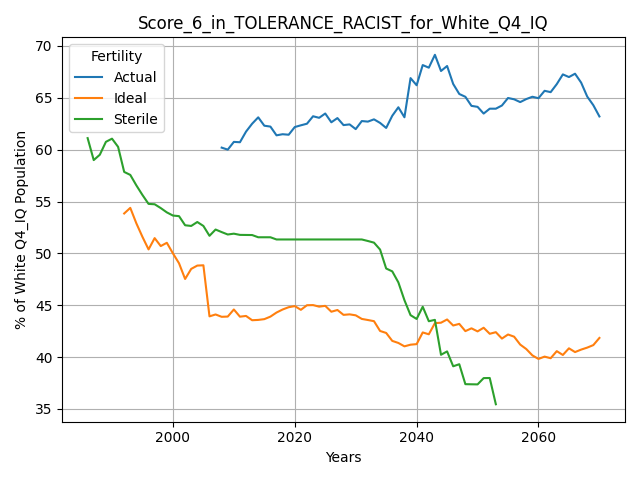 Score_6_in_TOLERANCE_RACIST_for_White_Q4_IQ
Fertility
Actual
Ideal
Sterile
% of White Q4_IQ Population
70
65
60
55
50
45
40
35
2000
2020
2040
2060
Years